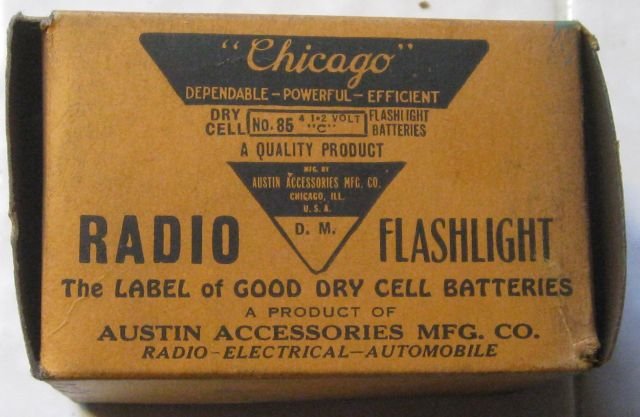 "Chicago"
DEPENDABLE - POWERFUL - EFFICIENT
DRY CELL No. 85 4 1-2 VOLT "C" FLASHLIGHT BATTERIES
A QUALITY PRODUCT
MFG. BY
AUSTIN ACCESSORIES MFG. CO.
CHICAGO, ILL.
U. S. A.
D. M.
RADIO FLASHLIGHT
The LABEL of GOOD DRY CELL BATTERIES
A PRODUCT OF
AUSTIN ACCESSORIES MFG. CO.
RADIO-ELECTRICAL-AUTOMOBILE